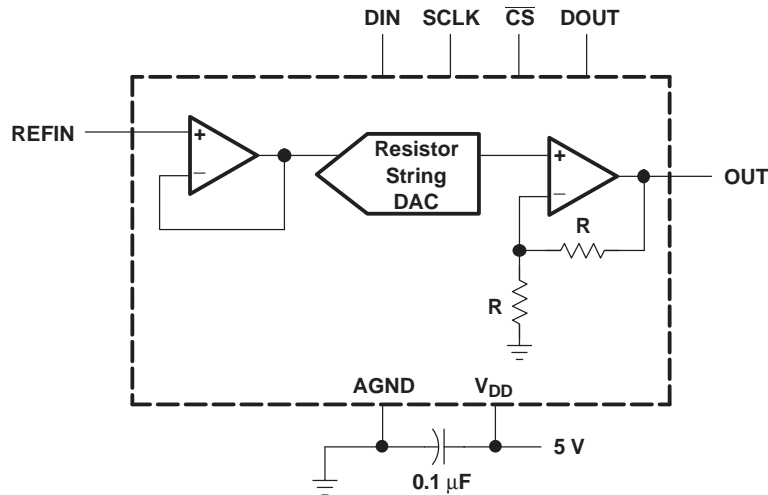 DIN SCLK CS DOUT
REFIN
+
−
Resistor
String
DAC
+
−
OUT
R
R
AGND VDD
5 V
0.1 µF